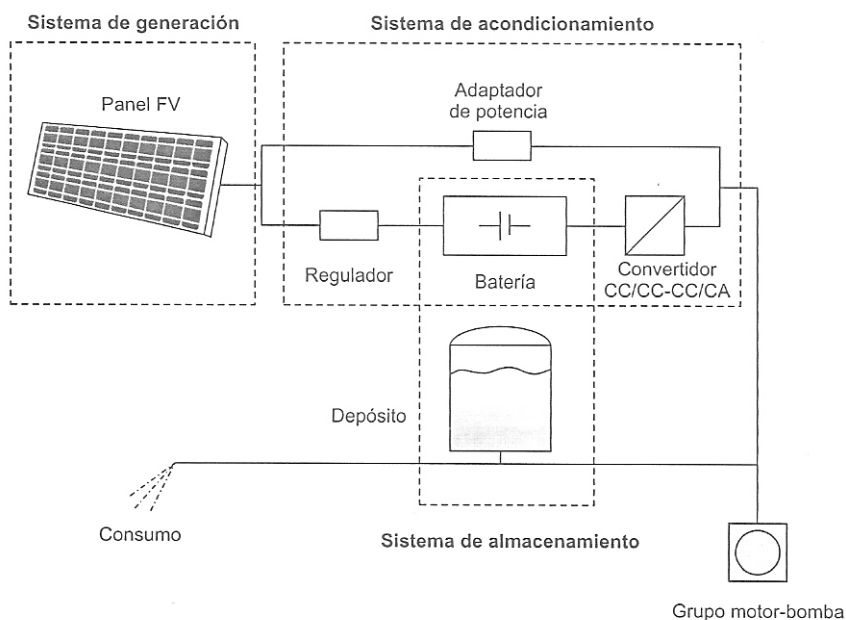 Sistema de generación
Sistema de acondicionamiento
Panel FV
Adaptador
de potencia
Regulador
Batería
Convertidor
CC/CC-CC/CA
Depósito
Consumo
Sistema de almacenamiento
Grupo motor-bomba